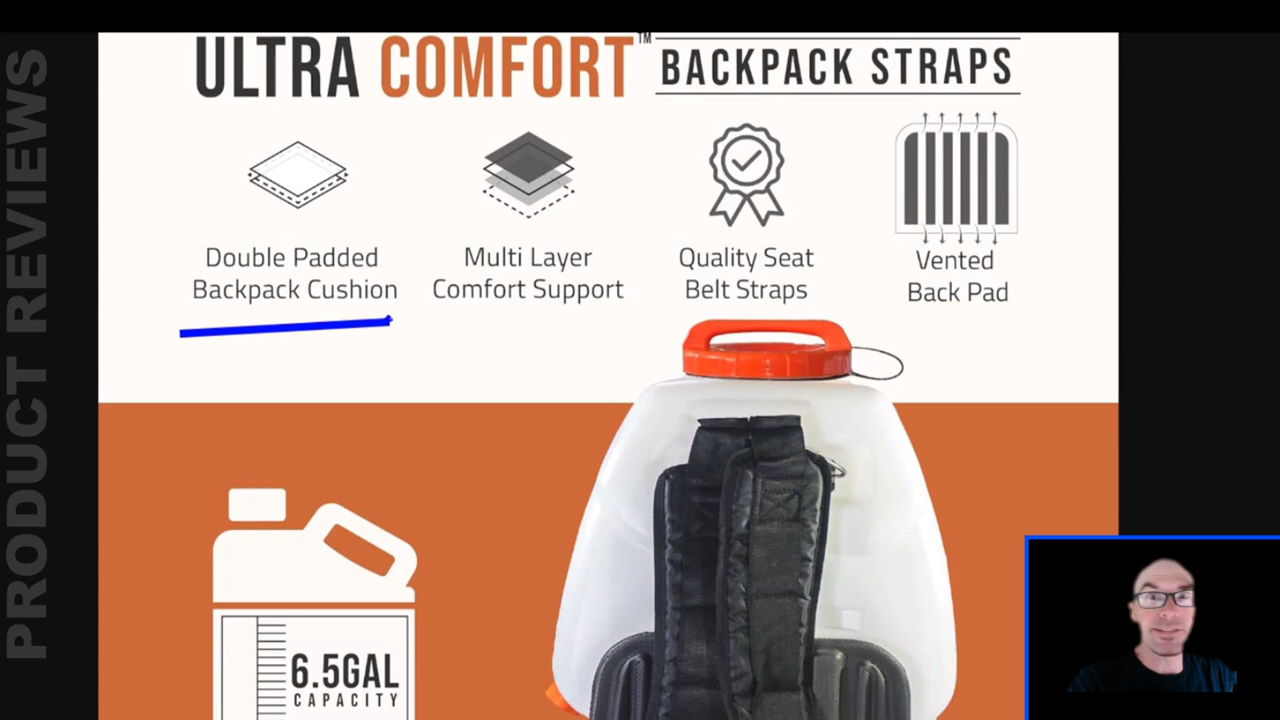 PRODUCT REVIEWS
ULTRA COMFORT™
BACKPACK STRAPS
Double Padded
Backpack Cushion
Multi Layer
Comfort Support
Quality Seat
Belt Straps
Vented
Back Pad
6.5GAL
CAPACITY